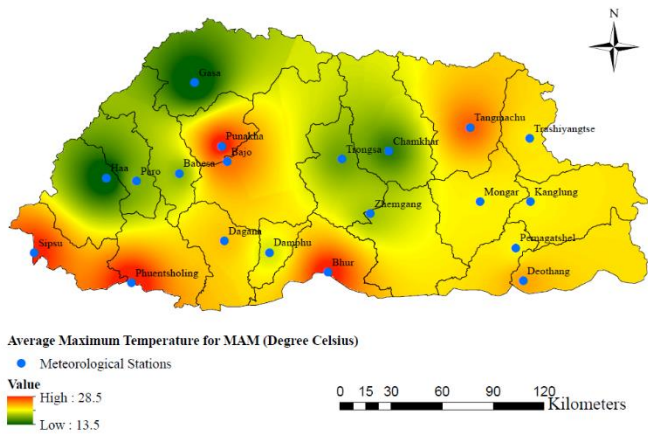 N
Gasa
Punakha
Bajo
Tangmachu
Trashiyangtse
Haa
Paro
Babesa
Trongsa
Chamkhar
Zhemgang
Mongar
Kanglung
Sipsu
Dagana
Damphu
Pemagatshel
Phuentsholing
Bhur
Deothang
Average Maximum Temperature for MAM (Degree Celsius)
Meteorological Stations
Value
High : 28.5
Low : 13.5
0 15 30 60 90 120
Kilometers